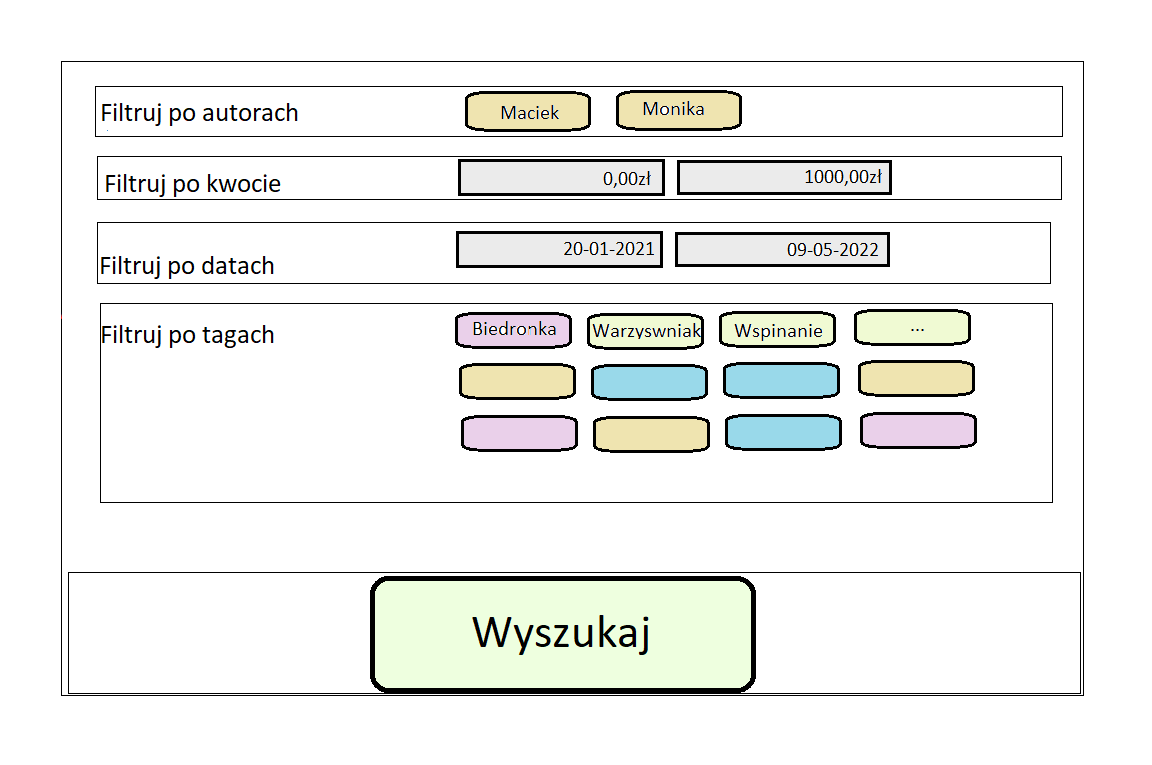 Filtruj po autorach Maciek Monika
Filtruj po kwocie 0,00zł 1000,00zł
Filtruj po datach 20-01-2021 09-05-2022
Filtruj po tagach Biedronka Warzyswniak Wspinanie ...
Wyszukaj